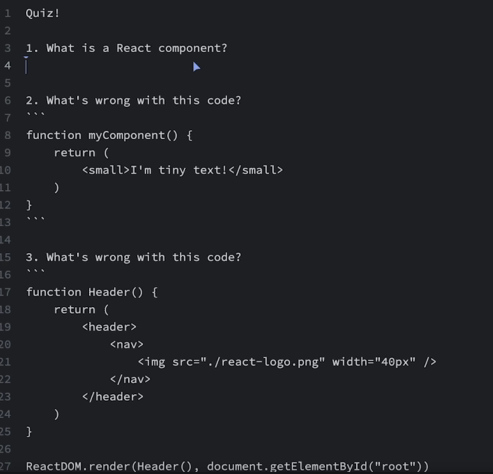 1 Quiz!
2
3 1. What is a React component?
4
5
6 2. What's wrong with this code?
7 ```
8 function myComponent() {
9     return (
10         <small>I'm tiny text!</small>
11     )
12 }
13 ```
14
15 3. What's wrong with this code?
16 ```
17 function Header() {
18     return (
19         <header>
20             <nav>
21                 <img src="./react-logo.png" width="40px" />
22             </nav>
23         </header>
24     )
25 }
26
27 ReactDOM.render(Header(), document.getElementById("root"))